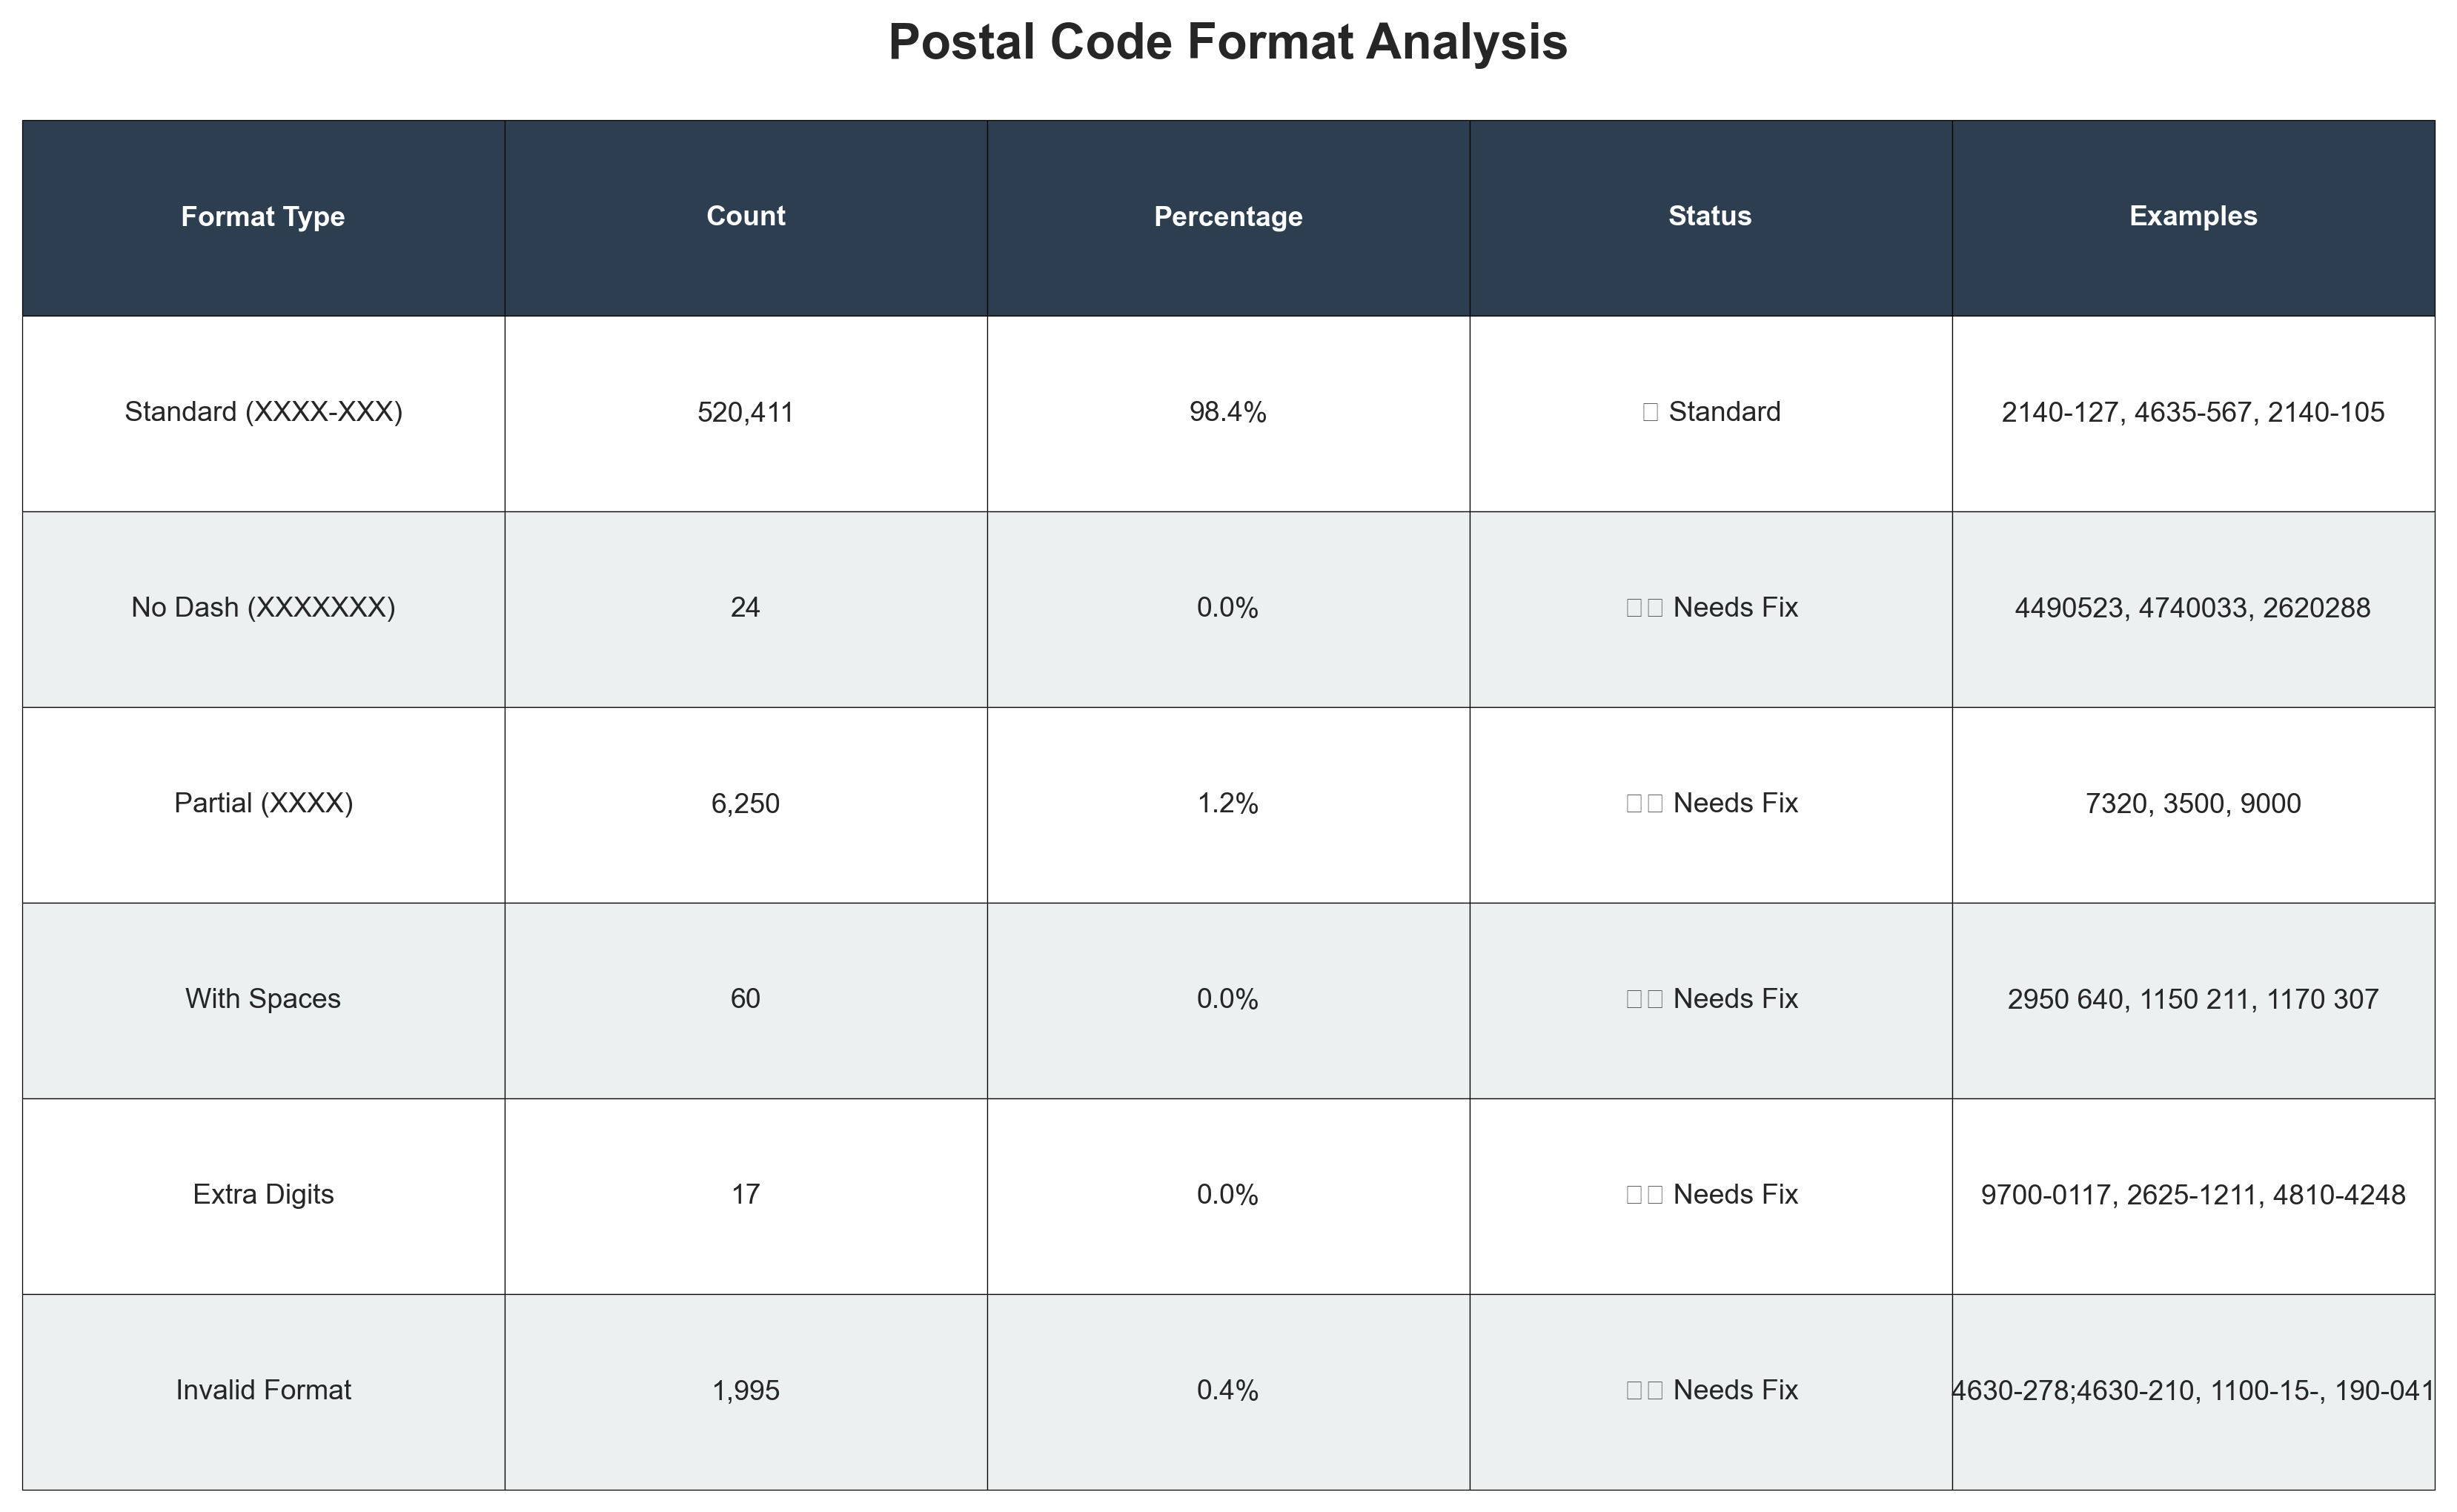 Postal Code Format Analysis
Format Type Count Percentage Status Examples
Standard (XXXX-XXX) 520,411 98.4% Standard 2140-127, 4635-567, 2140-105
No Dash (XXXXXXX) 24 0.0% Needs Fix 4490523, 4740033, 2620288
Partial (XXXX) 6,250 1.2% Needs Fix 7320, 3500, 9000
With Spaces 60 0.0% Needs Fix 2950 640, 1150 211, 1170 307
Extra Digits 17 0.0% Needs Fix 9700-0117, 2625-1211, 4810-4248
Invalid Format 1,995 0.4% Needs Fix 4630-278;4630-210, 1100-15-, 190-041